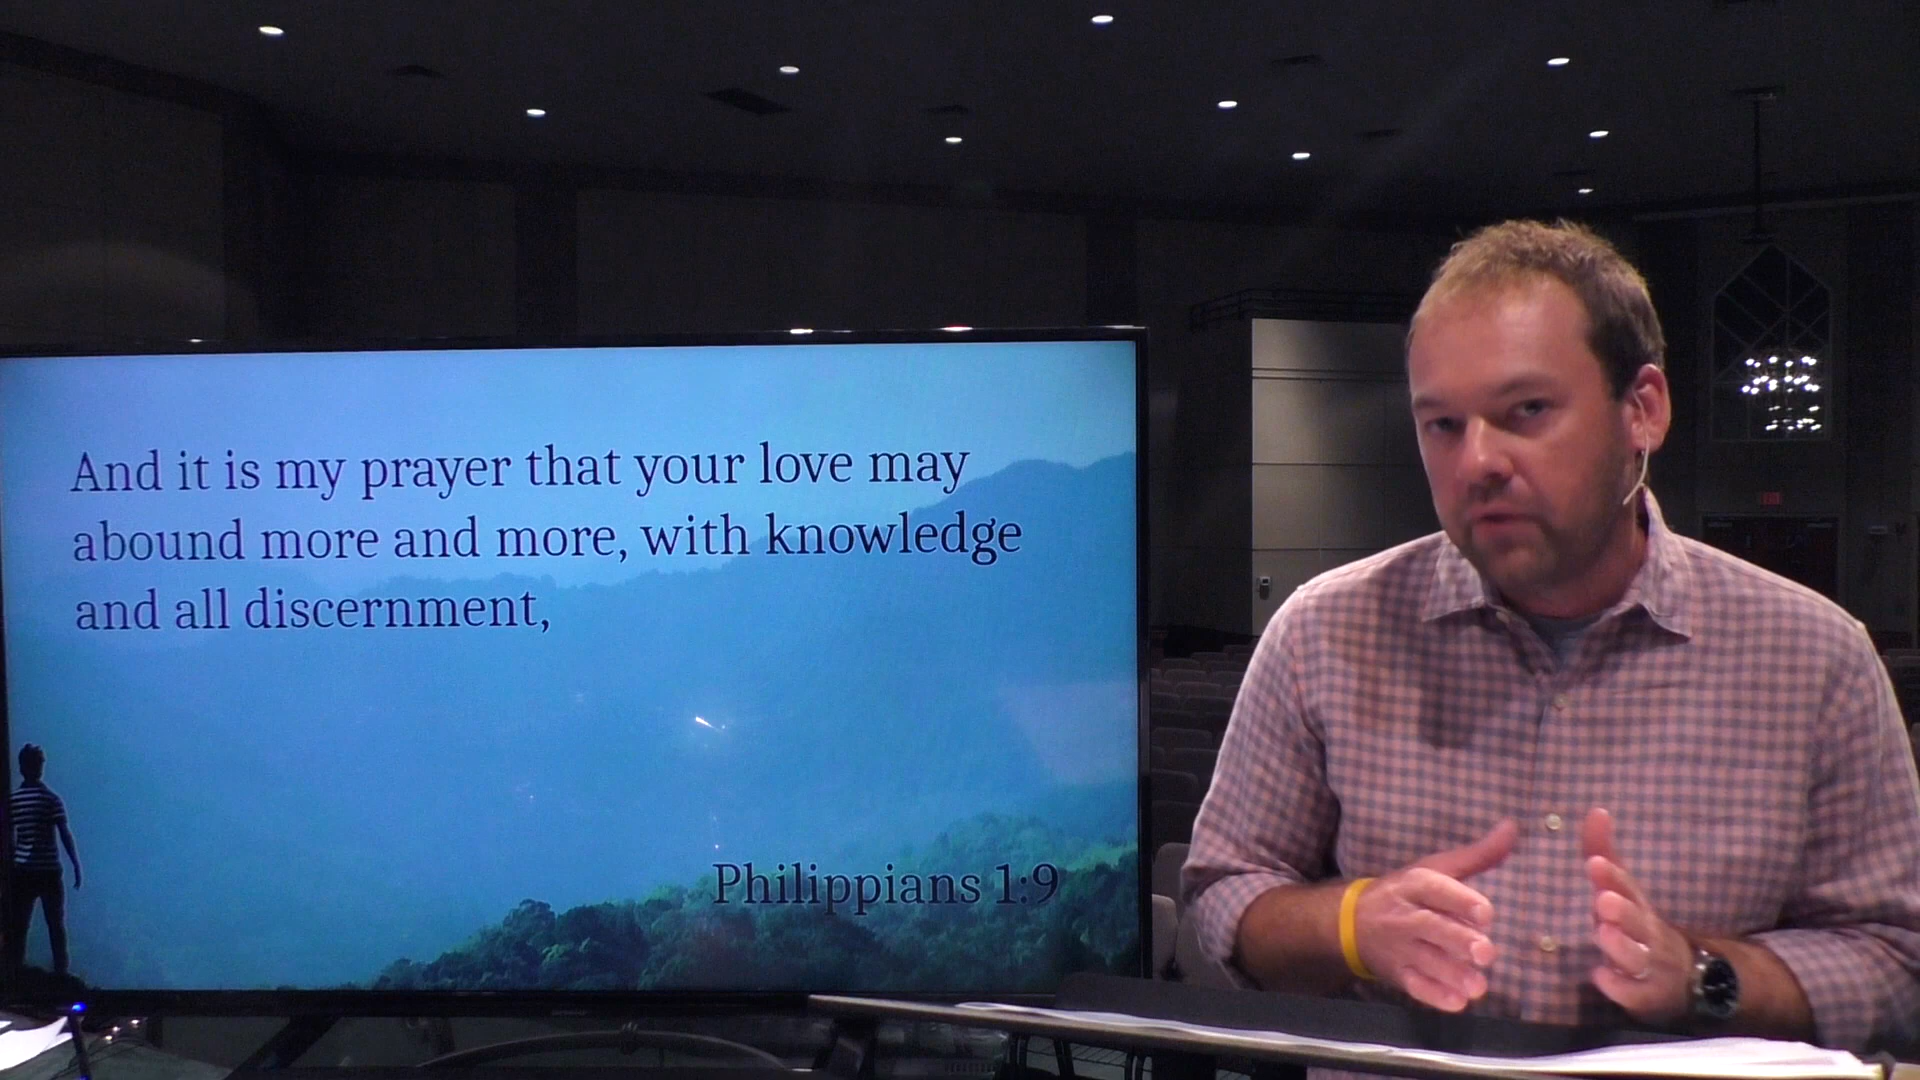 And it is my prayer that your love may
abound more and more, with knowledge
and all discernment,
Philippians 1:9